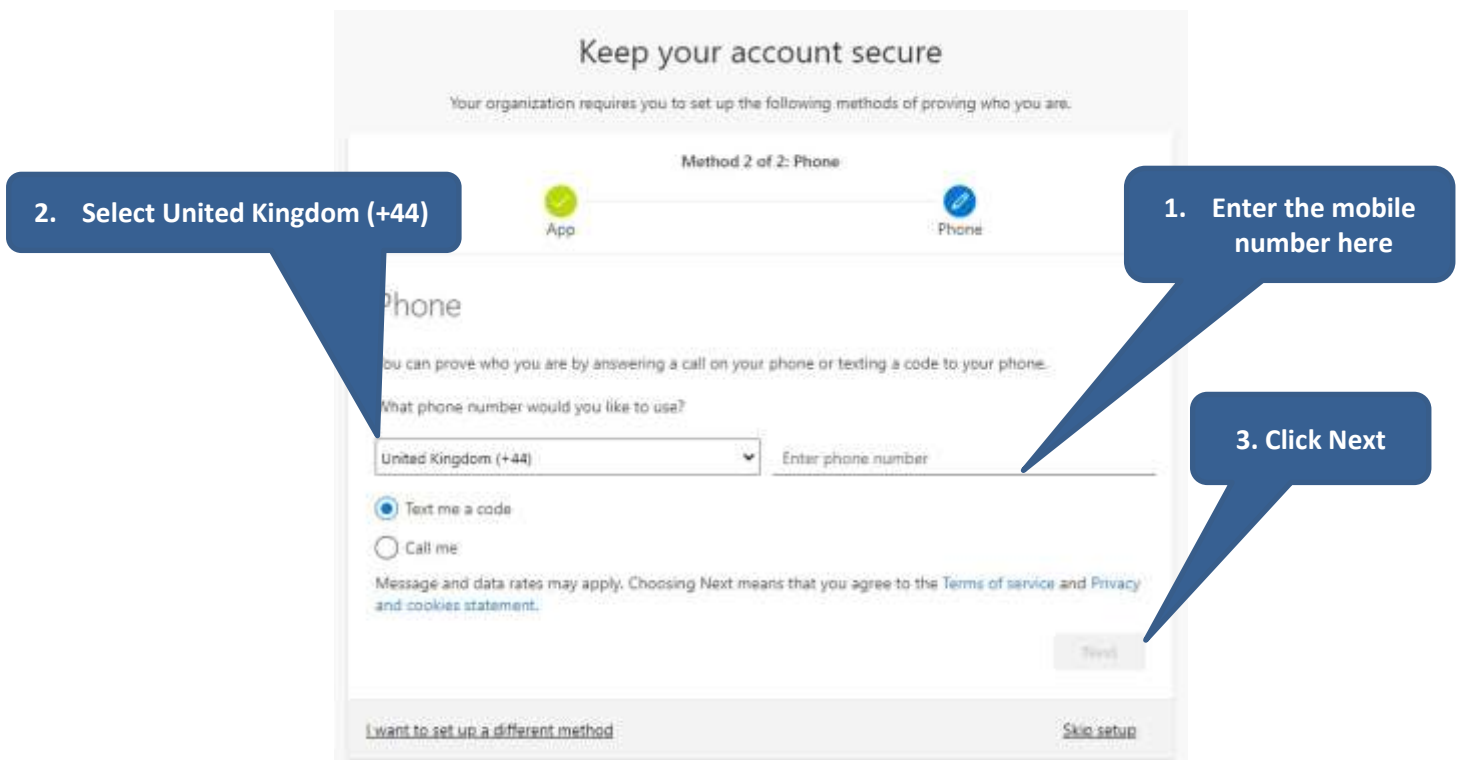 Keep your account secure
Your organization requires you to set up the following methods of proving who you are.
Method 2 of 2: Phone
2. Select United Kingdom (+44)
1. Enter the mobile
number here
App
Phone
Phone
You can prove who you are by answering a call on your phone or texting a code to your phone.
What phone number would you like to use?
3. Click Next
United Kingdom (+44)
Enter phone number
Text me a code
Call me
Message and data rates may apply. Choosing Next means that you agree to the Terms of service and Privacy
and cookies statement.
Next
I want to set up a different method
Skip setup